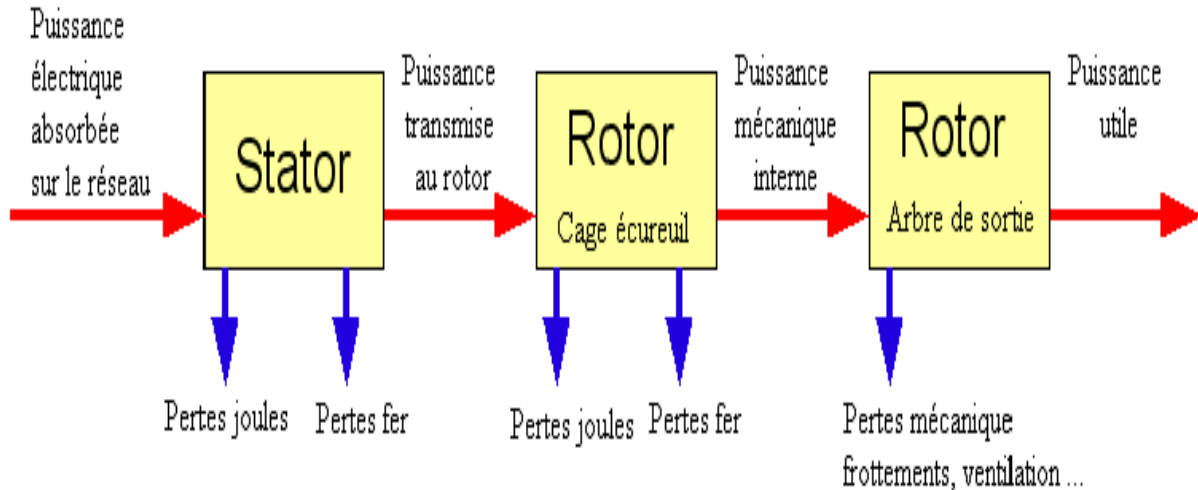 Puissance
électrique
absorbée
sur le réseau
Stator
Puissance
transmise
au rotor
Rotor
Cage écureuil
Puissance
mécanique
interne
Rotor
Arbre de sortie
Puissance
utile
Pertes joules
Pertes fer
Pertes joules
Pertes fer
Pertes mécanique
frottements, ventilation ...